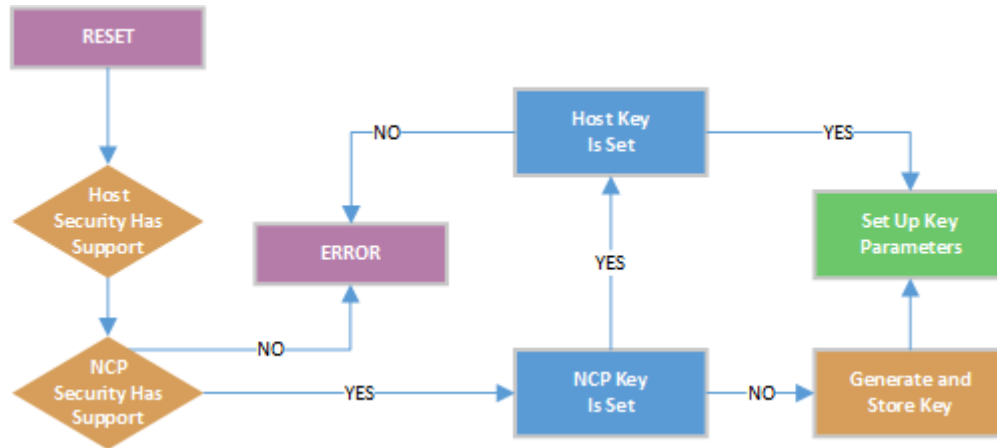 RESET
Host
Security Has
Support
NCP
Security Has
Support
NO
ERROR
NO
YES
Host Key
Is Set
YES
NCP Key
Is Set
YES
NO
Set Up Key
Parameters
Generate and
Store Key